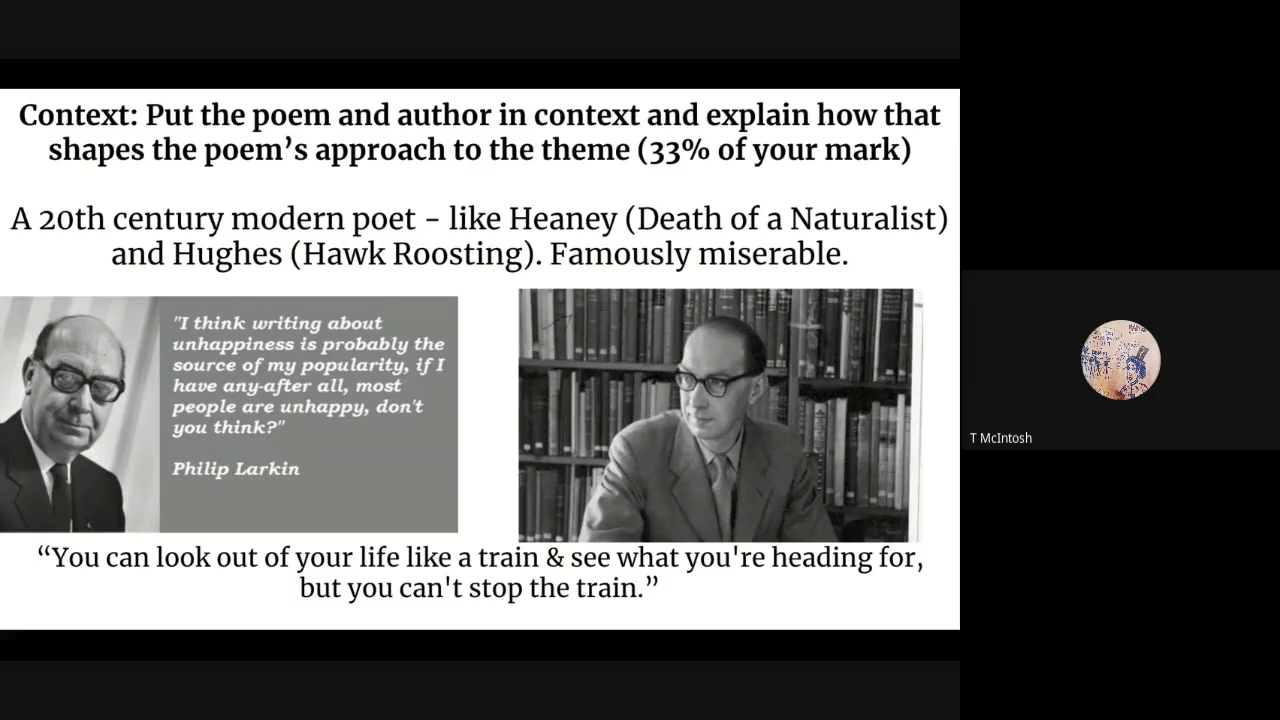 Context: Put the poem and author in context and explain how that
shapes the poem’s approach to the theme (33% of your mark)
A 20th century modern poet - like Heaney (Death of a Naturalist)
and Hughes (Hawk Roosting). Famously miserable.
"I think writing about
unhappiness is probably the
source of my popularity, if I
have any-after all, most
people are unhappy, don't
you think?"
Philip Larkin
“You can look out of your life like a train & see what you're heading for,
but you can't stop the train.”
T McIntosh